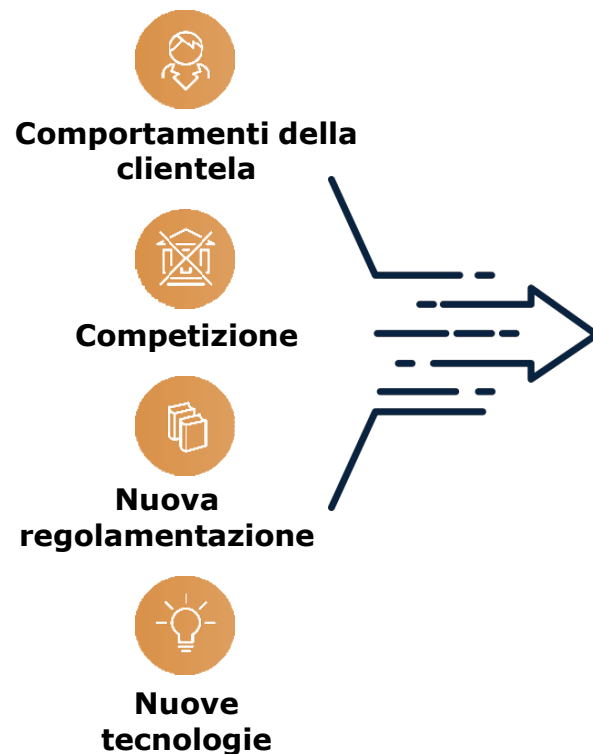 Comportamenti della
clientela
Competizione
Nuova
regolamentazione
Nuove
tecnologie